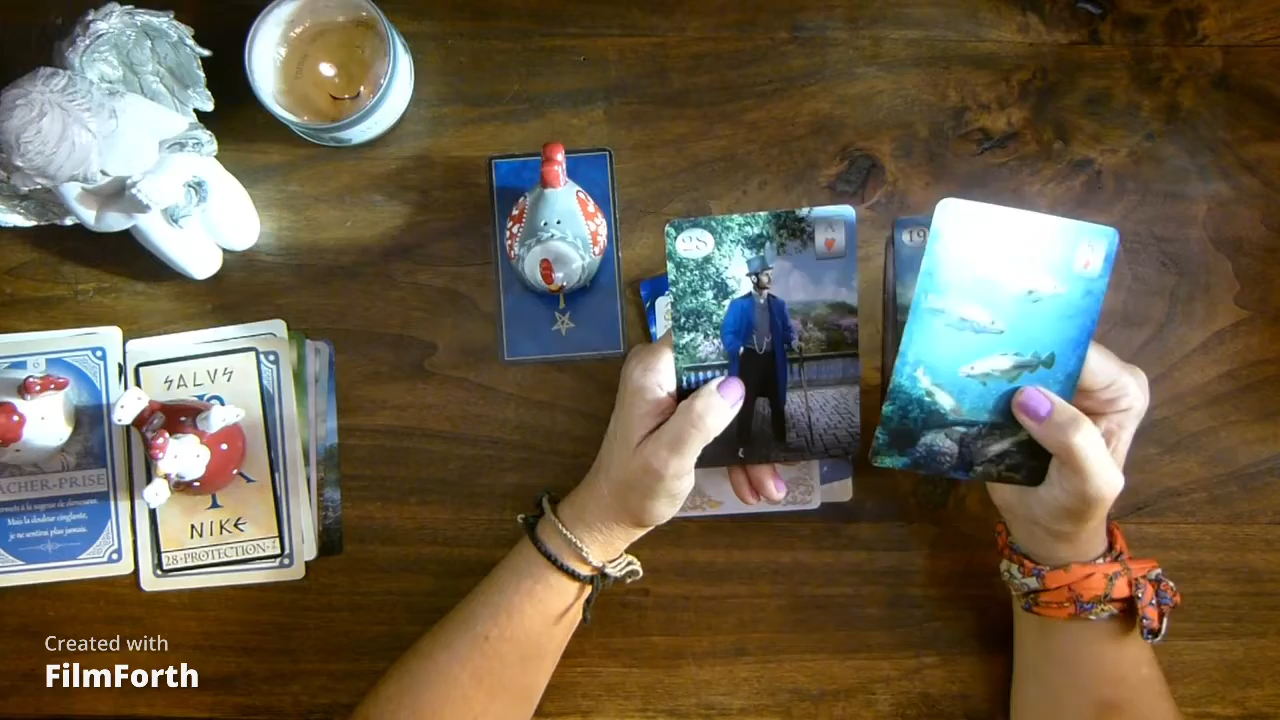 28
A
19
6
ACHER-PRISE
Mais la douleur cinglante,
je ne sentirai plus jamais.
SALVS
NIKE
28-PROTECTION
Created with
FilmForth